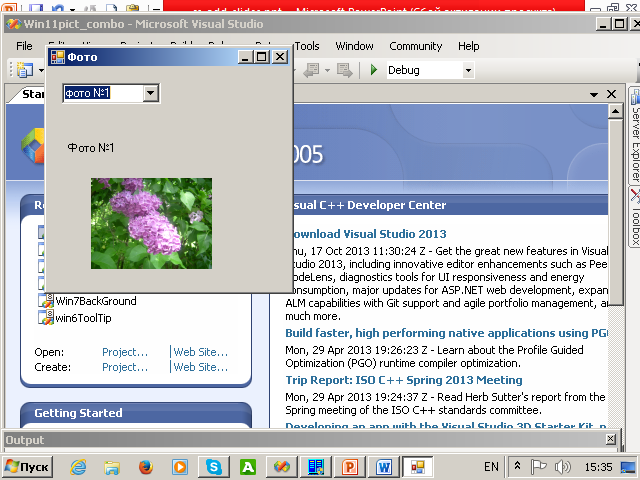 Win11pict_combo - Microsoft Visual Studio
File
Tools Window Community Help
Фото
Debug
фото №1
Фото №1
005
Server Explorer
Toolbox
Win7BackGround
win6ToolTip
Open: Project... Web Site...
Create: Project... Web Site...
Getting Started
sual C++ Developer Center
ownload Visual Studio 2013
hu, 17 Oct 2013 11:30:24 Z - Get the great new features in Visua
tudio 2013, including innovative editor enhancements such as Pee
odeLens, diagnostics tools for UI responsiveness and energy
onsumption, major updates for ASP.NET web development, expan
ALM capabilities with Git support and agile portfolio management, a
much more.
Build faster, high performing native applications using PG
Mon, 29 Apr 2013 19:26:23 Z - Learn about the Profile Guided
Optimization (PGO) runtime compiler optimization.
Trip Report: ISO C++ Spring 2013 Meeting
Mon, 29 Apr 2013 19:24:37 Z - Read Herb Sutter's report from the
Spring meeting of the ISO C++ standards committee.
Developing an app with the Visual Studio 3D Starter Kit, p
Output
Пуск
EN
15:35